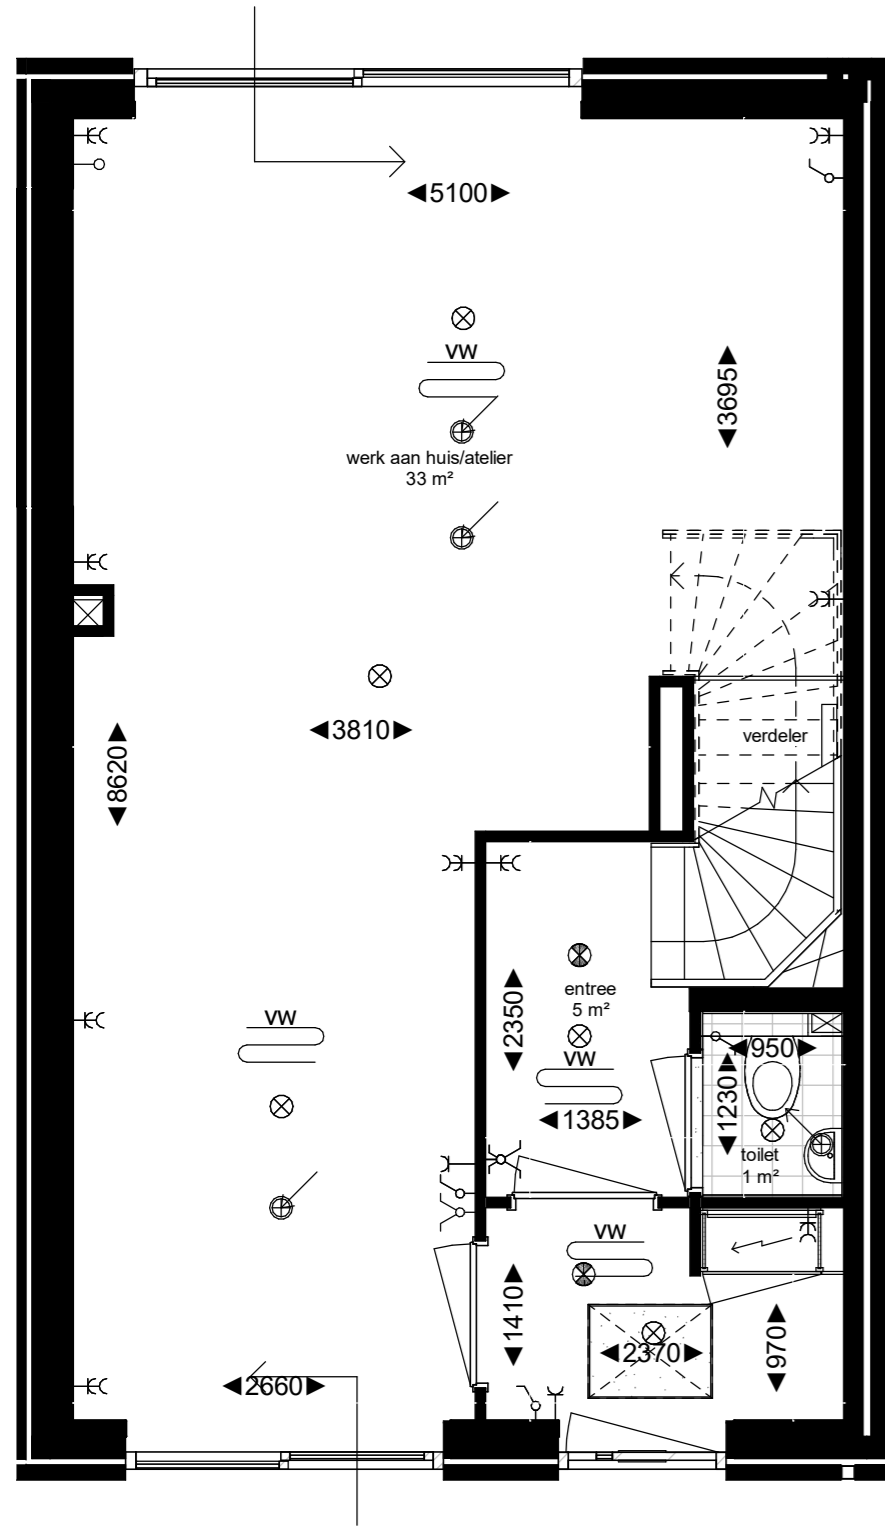 5100
VW
3695
werk aan huis/atelier
33 m²
3810
verdeler
8620
entree
5 m²
2350
VW
VW
950
1230
1385
toilet
1 m²
VW
1410
2370
970
2660